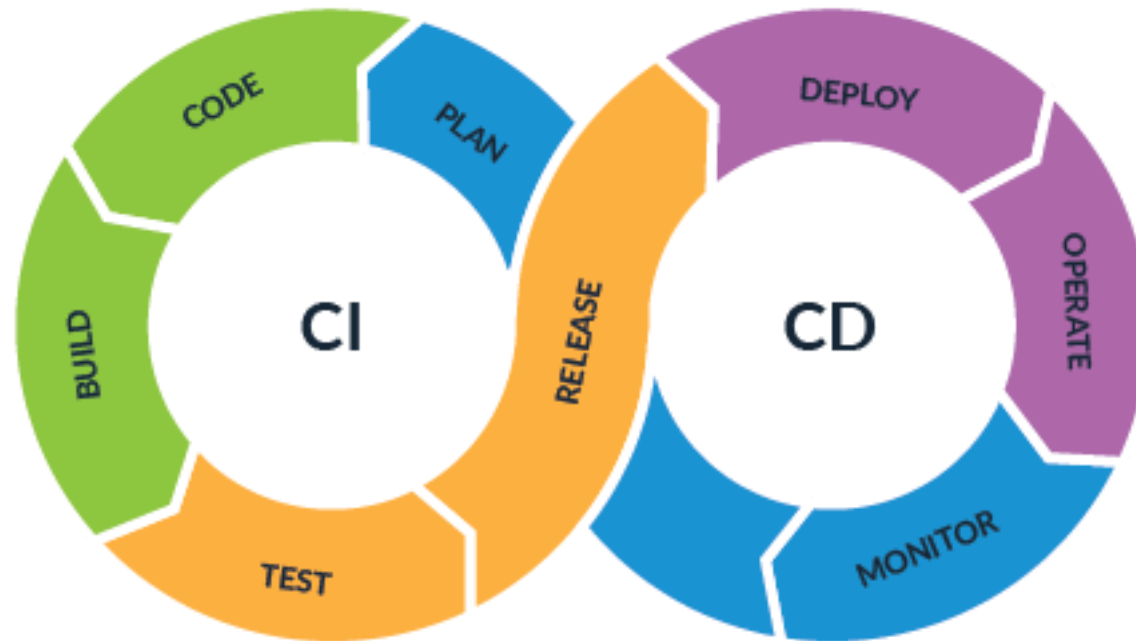 CODE
PLAN
BUILD
CI
TEST
RELEASE
DEPLOY
OPERATE
CD
MONITOR